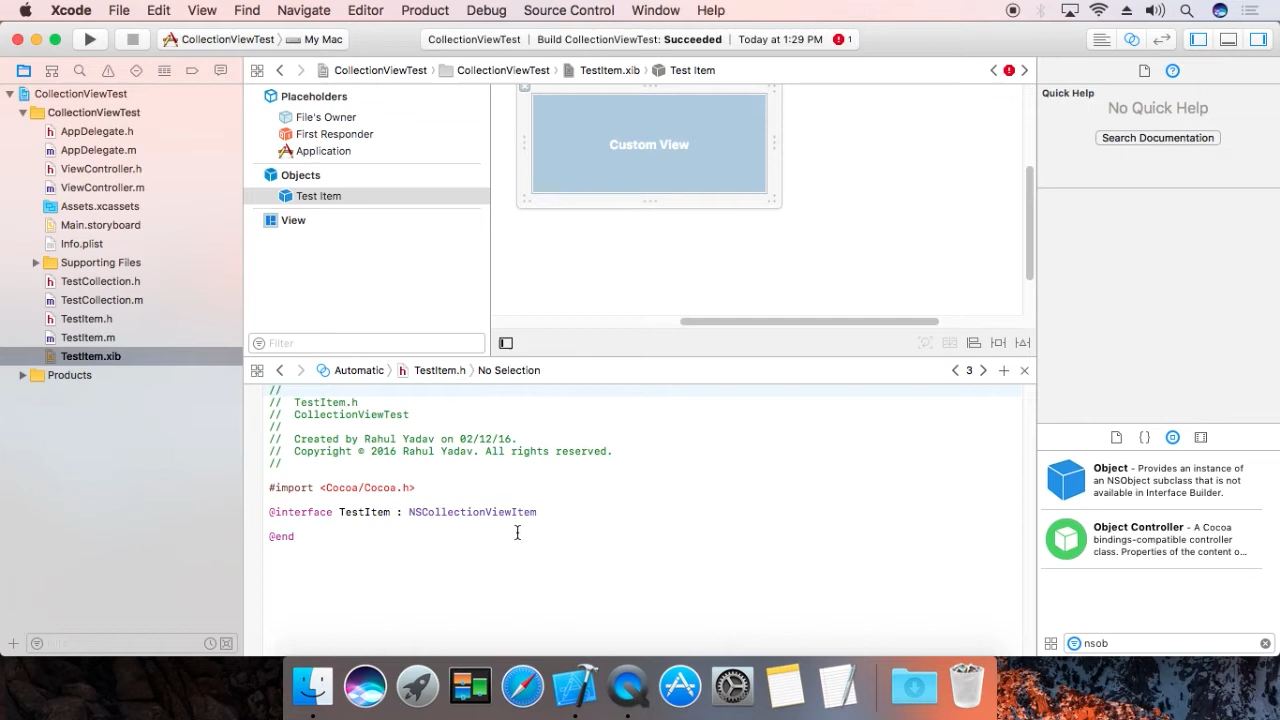 Xcode File Edit View Find Navigate Editor Product Debug Source Control Window Help
CollectionViewTest My Mac
CollectionViewTest Build CollectionViewTest: Succeeded Today at 1:29 PM 1
CollectionViewTest CollectionViewTest TestItem.xib Test Item
CollectionViewTest
CollectionViewTest
AppDelegate.h
AppDelegate.m
ViewController.h
ViewController.m
Assets.xcassets
Main.storyboard
Info.plist
Supporting Files
TestCollection.h
TestCollection.m
TestItem.h
TestItem.m
TestItem.xib
Products
Placeholders
File's Owner
First Responder
Application
Objects
Test Item
View
Filter
Custom View
Automatic TestItem.h No Selection
3
//
// TestItem.h
// CollectionViewTest
//
// Created by Rahul Yadav on 02/12/16.
// Copyright © 2016 Rahul Yadav. All rights reserved.
//
#import <Cocoa/Cocoa.h>
@interface TestItem : NSCollectionViewItem
@end
Quick Help
No Quick Help
Search Documentation
Object - Provides an instance of
an NSObject subclass that is not
available in Interface Builder.
Object Controller - A Cocoa
bindings-compatible controller
class. Properties of the content o...
nsob